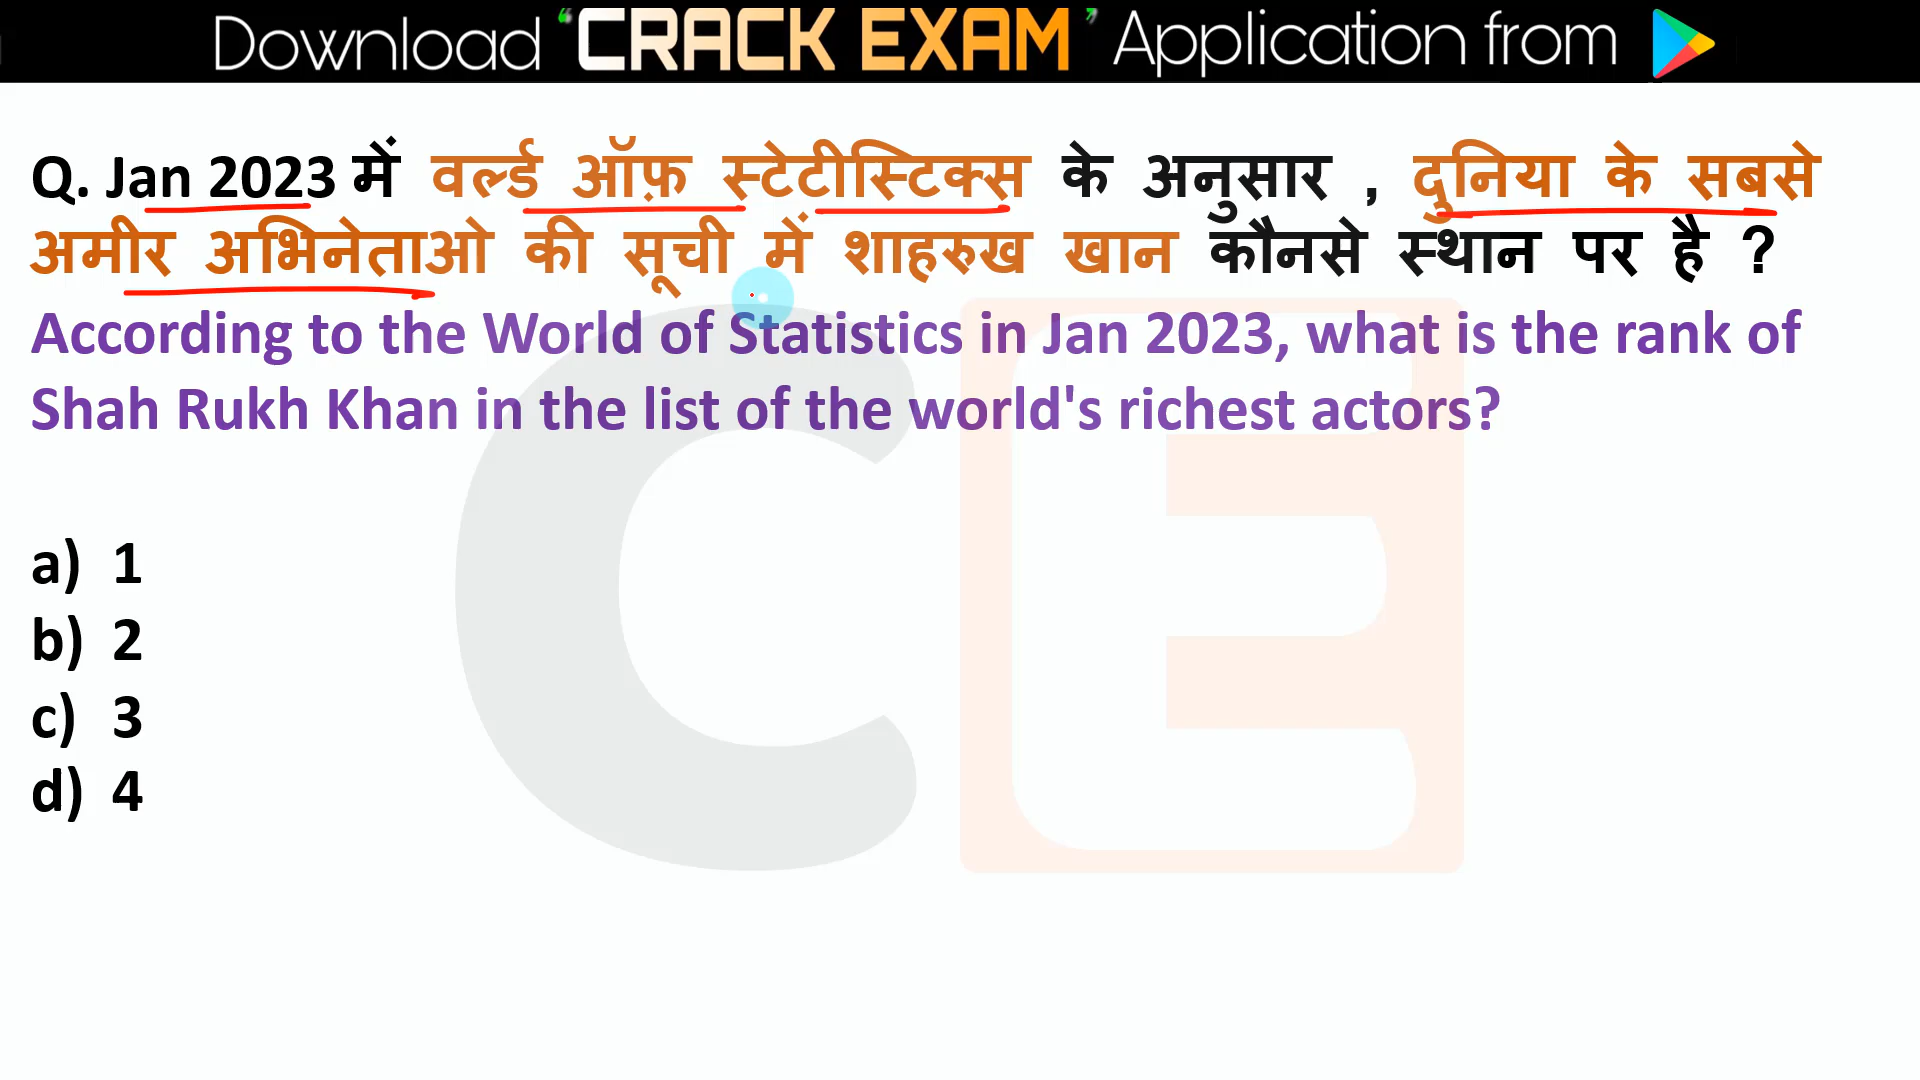 Download ‘CRACK EXAM’ Application from
Q. Jan 2023 में वर्ल्ड ऑफ़ स्टेटीस्टिक्स के अनुसार , दुनिया के सबसे
अमीर अभिनेताओ की सूची में शाहरुख खान कौनसे स्थान पर है ?
According to the World of Statistics in Jan 2023, what is the rank of
Shah Rukh Khan in the list of the world's richest actors?
a) 1
b) 2
c) 3
d) 4
CE